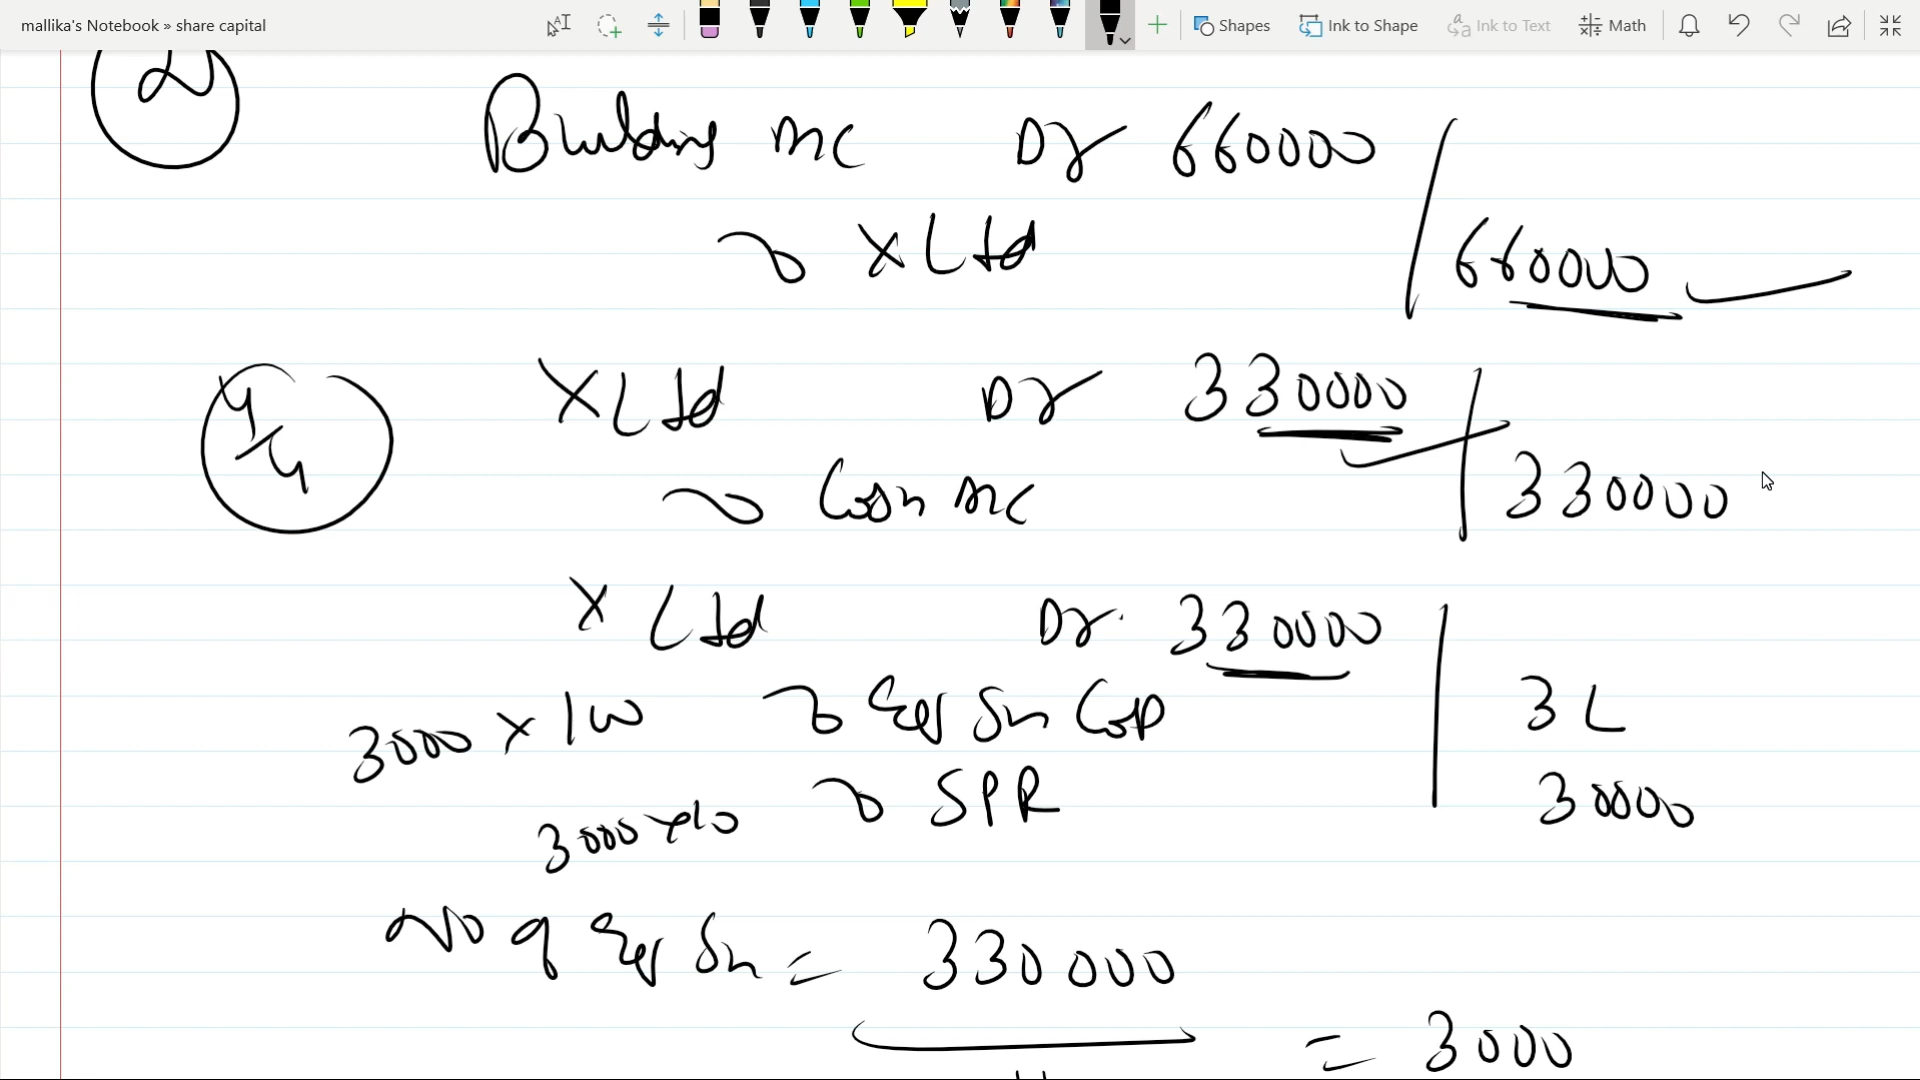 mallika's Notebook » share capital
Shapes
Ink to Shape
Ink to Text
Math
2
Building A/C Dr 660000
To X Ltd 660000
4/4
X Ltd Dr 330000
To Cash A/C 330000
X Ltd Dr. 330000
3000 x 100 To Eq Sh Cap 3 L
3000 x 10 To SPR 30000
No of Eq Sh = 330000
= 3000